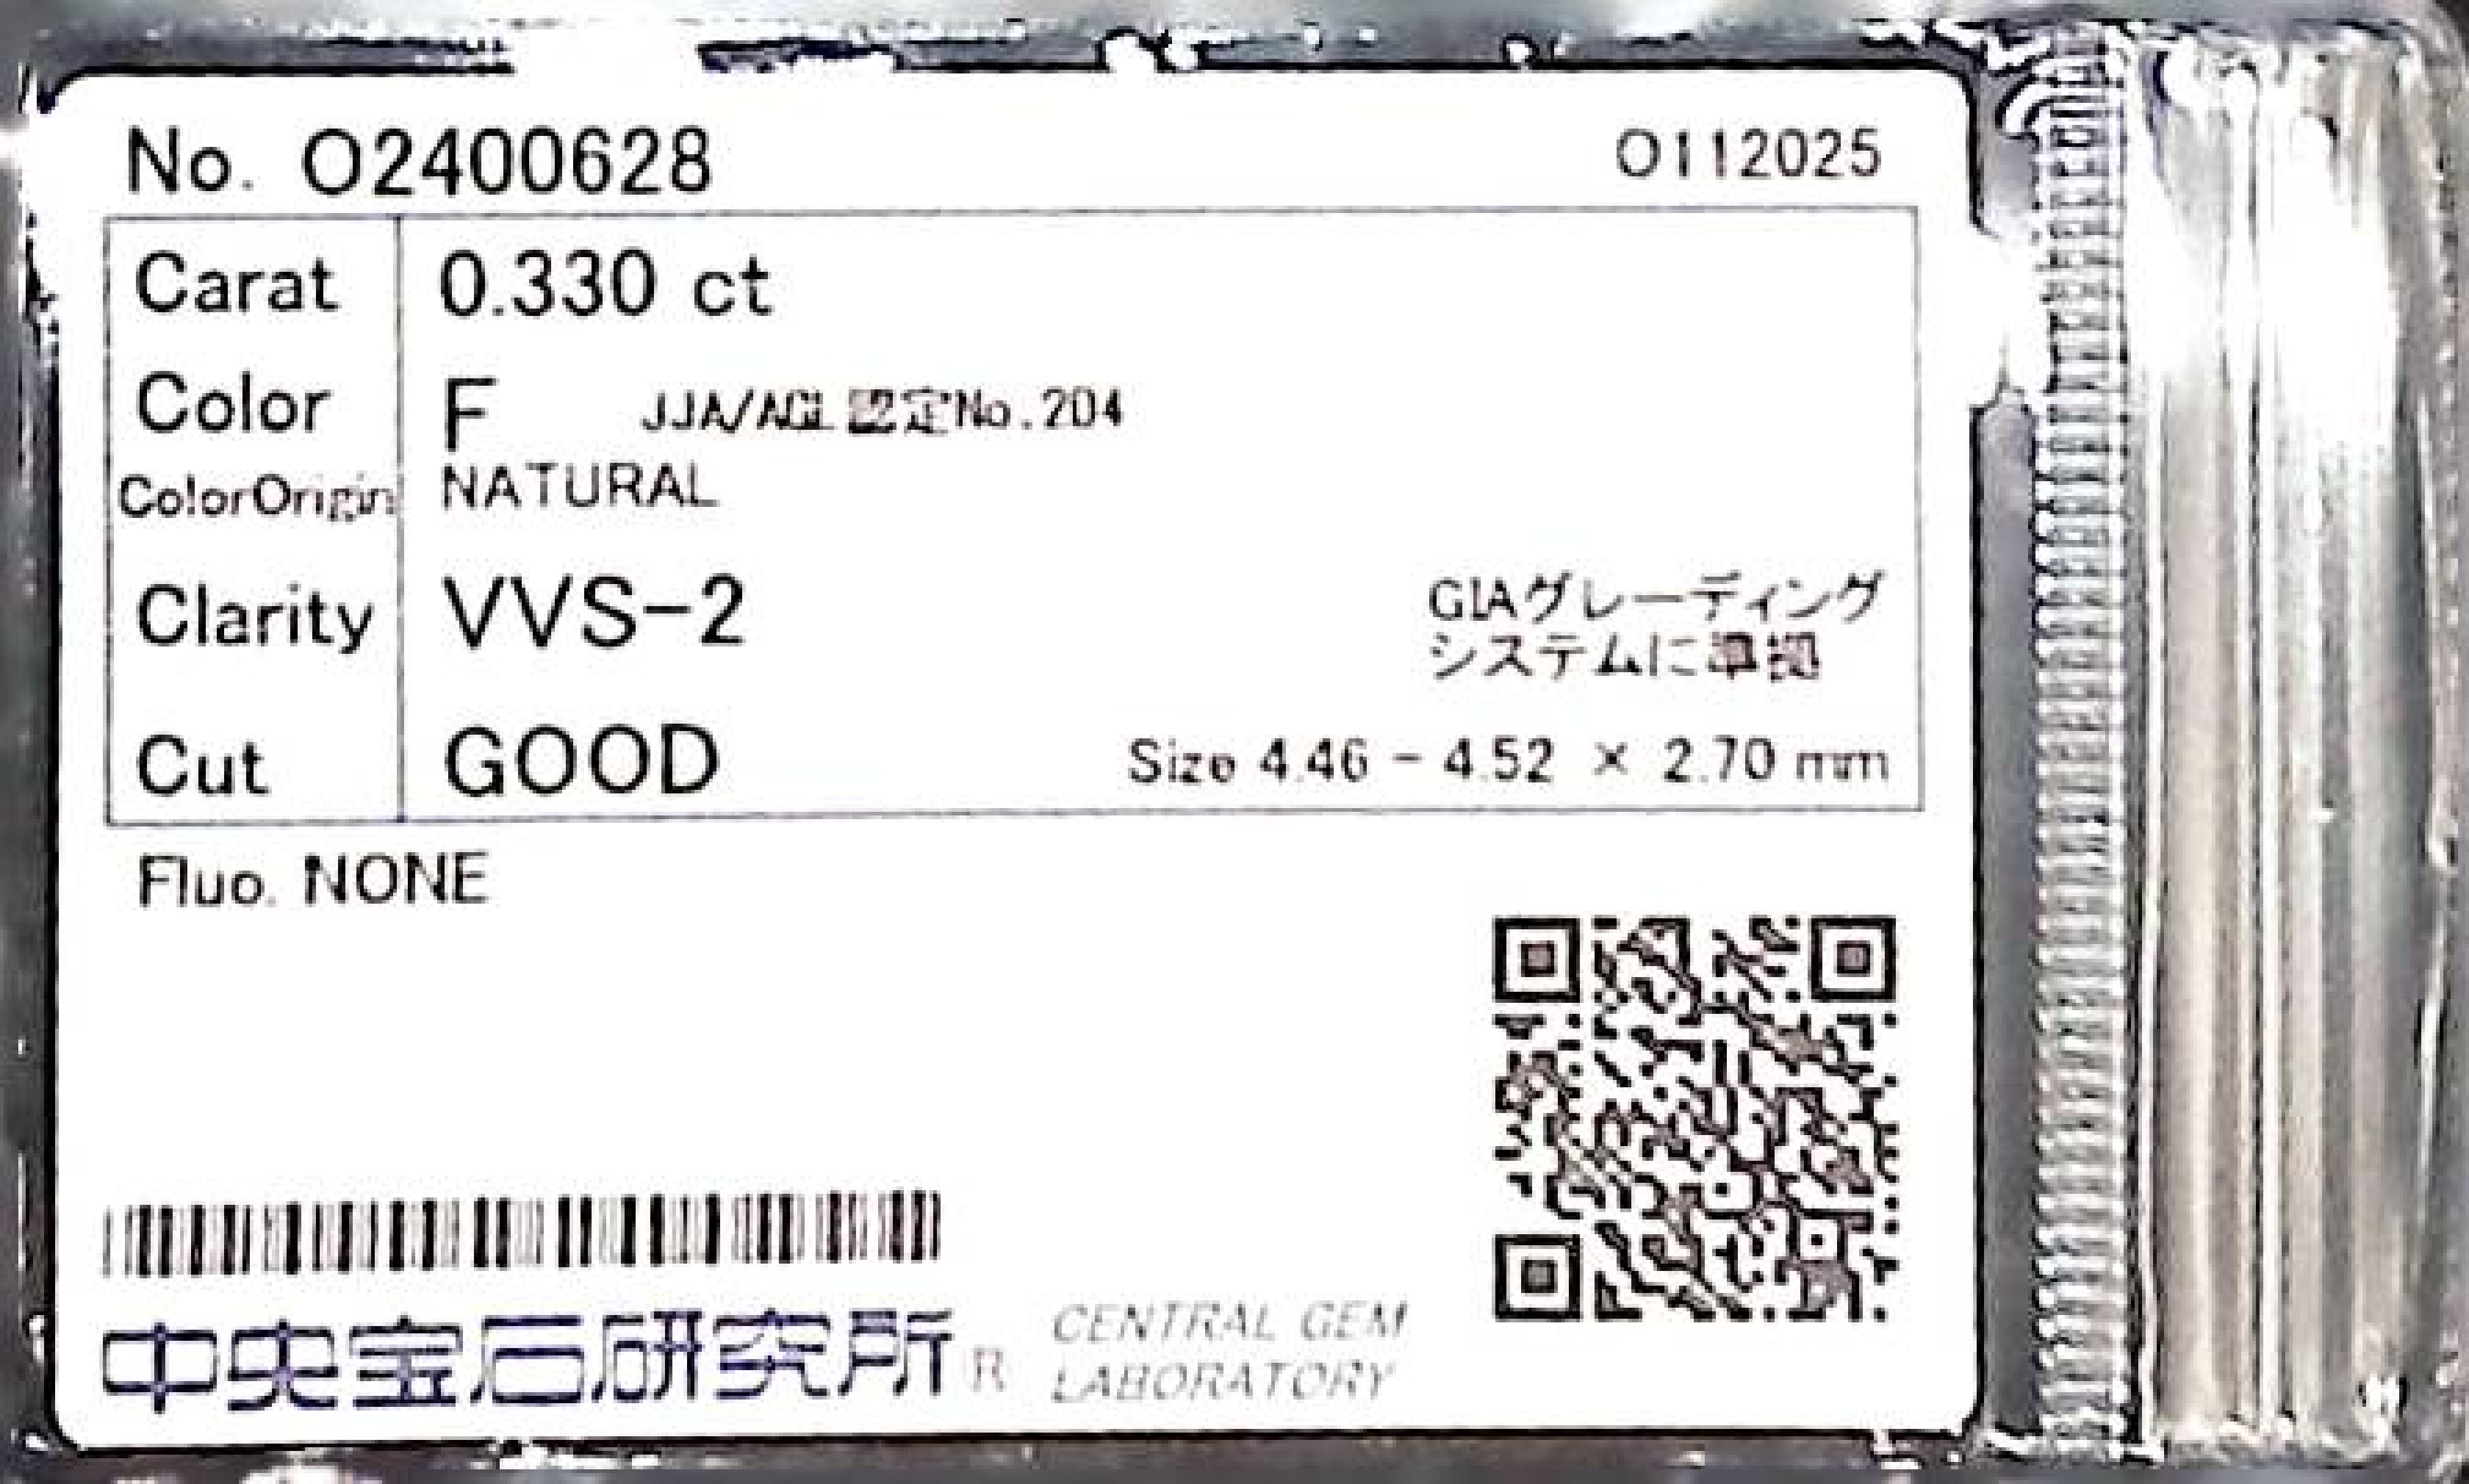 No. O2400628 O112025
Carat 0.330 ct
Color F JJA/AGL認定No.204
ColorOrigin NATURAL
Clarity VVS-2
GIAグレーディング
システムに準拠
Cut GOOD Size 4.46 - 4.52 × 2.70 mm
Fluo. NONE
中央宝石研究所 R
CENTRAL GEM
LABORATORY